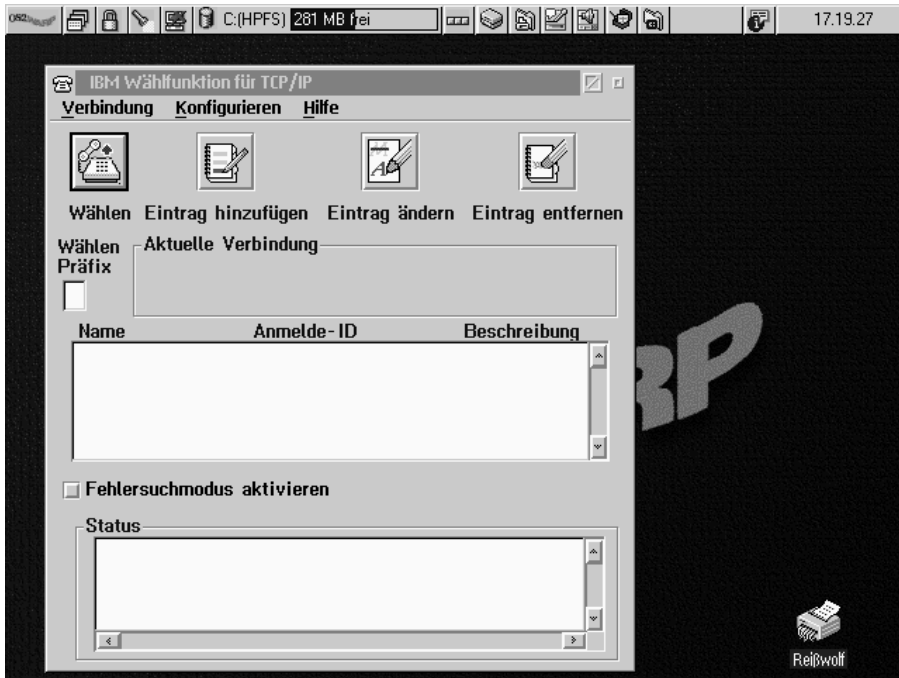 C:(HPFS) 281 MB frei
17.19.27
IBM Wählfunktion für TCP/IP
Verbindung Konfigurieren Hilfe
Wählen Eintrag hinzufügen Eintrag ändern Eintrag entfernen
Wählen
Präfix
Aktuelle Verbindung
Name Anmelde-ID Beschreibung
RP
Fehlersuchmodus aktivieren
Status
Reißwolf